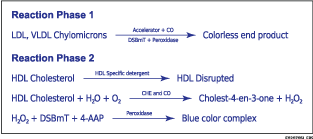 Reaction Phase 1
Accelerator + CO
LDL, VLDL Chylomicrons Colorless end product
DSBmT + Peroxidase
Reaction Phase 2
HDL Specific detergent
HDL Cholesterol HDL Disrupted
CHE and CO
HDL Cholesterol + H₂O + O₂ Cholest-4-en-3-one + H₂O₂
Peroxidase
H₂O₂ + DSBmT + 4-AAP Blue color complex